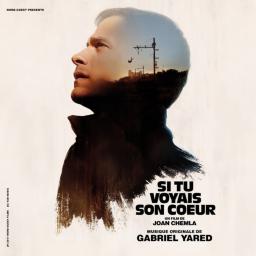 SI TU
VOYAIS
SON COEUR
UN FILM DE
JOAN CHEMLA
MUSIQUE ORIGINALE DE
GABRIEL YARED